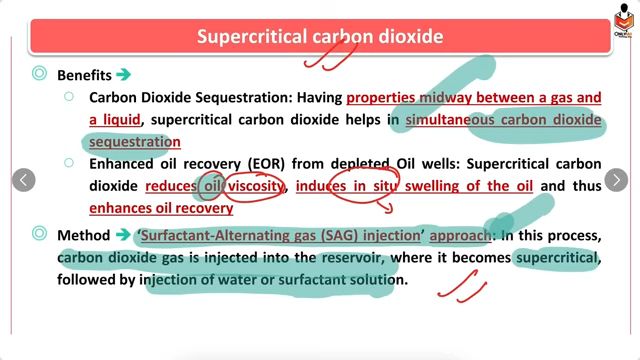 Supercritical carbon dioxide
Benefits
Carbon Dioxide Sequestration: Having properties midway between a gas and
a liquid, supercritical carbon dioxide helps in simultaneous carbon dioxide
sequestration
Enhanced oil recovery (EOR) from depleted Oil wells: Supercritical carbon
dioxide reduces oil viscosity, induces in situ swelling of the oil and thus
enhances oil recovery
Method ‘Surfactant-Alternating gas (SAG) injection’ approach: In this process,
carbon dioxide gas is injected into the reservoir, where it becomes supercritical,
followed by injection of water or surfactant solution.